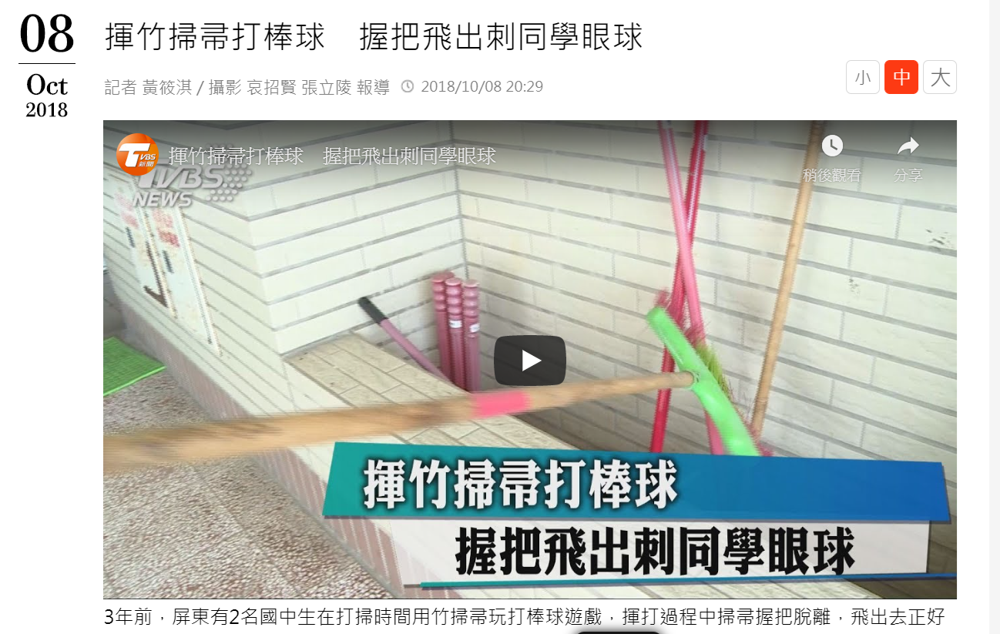 08
Oct
2018
揮竹掃帚打棒球　握把飛出刺同學眼球
記者 黃筱淇 / 攝影 哀招賢 張立陵 報導 2018/10/08 20:29
小 中 大
TVBS 新聞 揮竹掃帚打棒球　握把飛出刺同學眼球
稍後觀看 分享
TVBS
NEWS
揮竹掃帚打棒球
握把飛出刺同學眼球
3年前，屏東有2名國中生在打掃時間用竹掃帚玩打棒球遊戲，揮打過程中掃帚握把脫離，飛出去正好